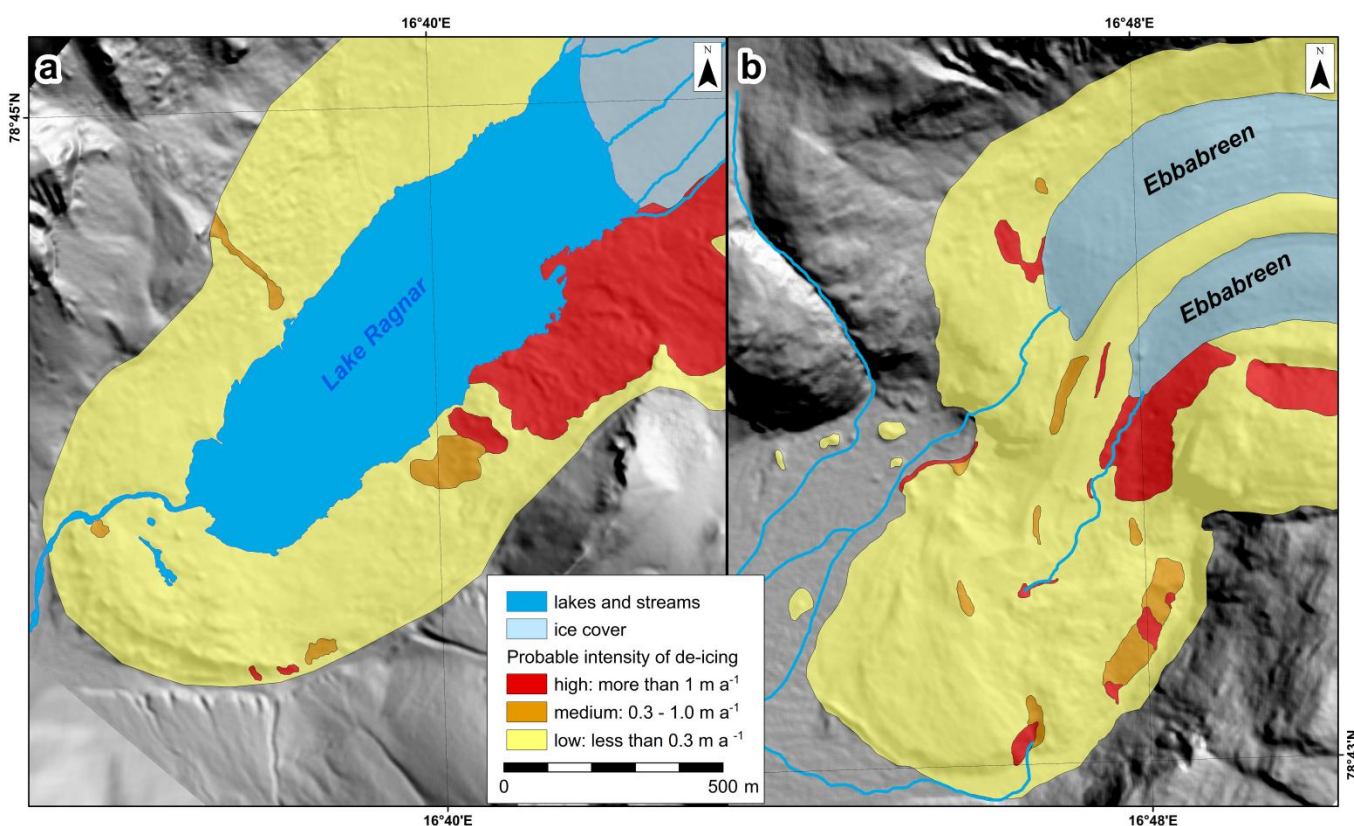 16°40'E
16°48'E
a
N
b
N
78°45'N
Ebbabreen
Ebbabreen
Lake Ragnar
lakes and streams
ice cover
Probable intensity of de-icing
high: more than 1 m a⁻¹
medium: 0.3 - 1.0 m a⁻¹
low: less than 0.3 m a ⁻¹
0 500 m
78°43'N
16°40'E
16°48'E